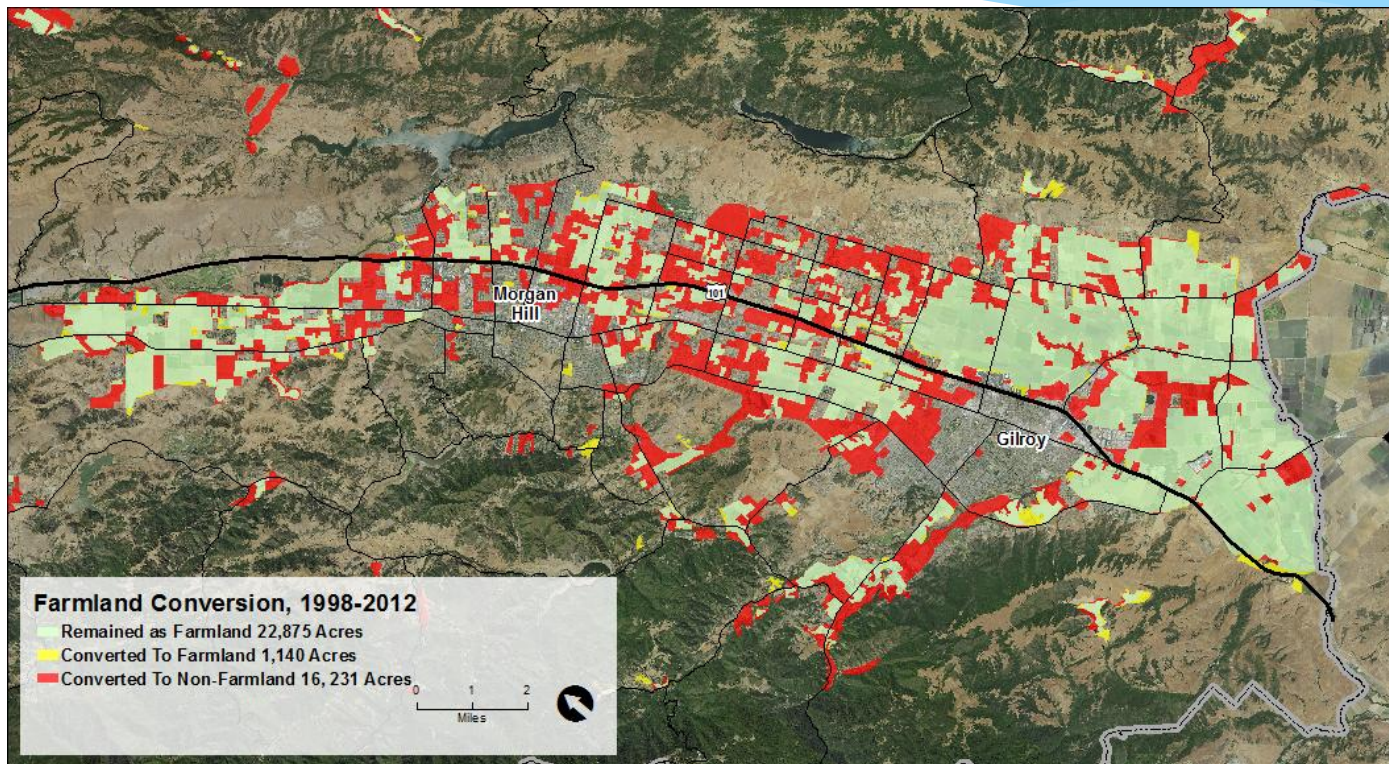 Morgan
Hill
101
Gilroy
Farmland Conversion, 1998-2012
Remained as Farmland 22,875 Acres
Converted To Farmland 1,140 Acres
Converted To Non-Farmland 16, 231 Acres
0 1 2
Miles